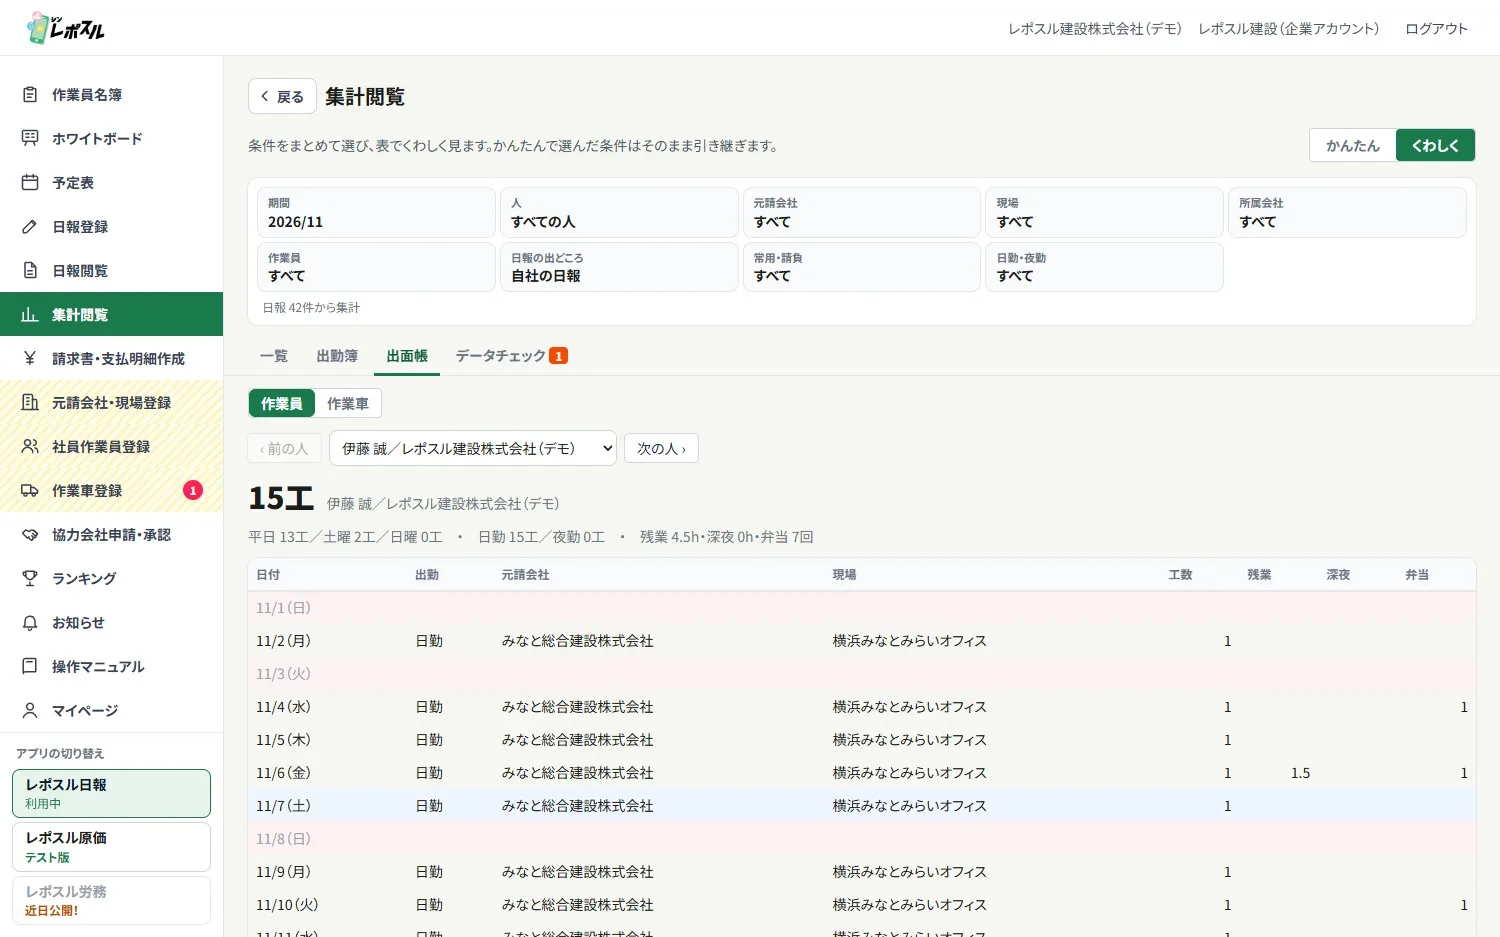 シン レポスル
レポスル建設株式会社（デモ） レポスル建設（企業アカウント） ログアウト
作業員名簿
ホワイトボード
予定表
日報登録
日報閲覧
集計閲覧
請求書・支払明細作成
元請会社・現場登録
社員作業員登録
作業車登録 1
協力会社申請・承認
ランキング
お知らせ
操作マニュアル
マイページ
アプリの切り替え
レポスル日報
利用中
レポスル原価
テスト版
レポスル労務
近日公開！
戻る 集計閲覧
条件をまとめて選び、表でくわしく見ます。かんたんで選んだ条件はそのまま引き継ぎます。
かんたん くわしく
期間 人 元請会社 現場 所属会社
2026/11 すべての人 すべて すべて すべて
作業員 日報の出どころ 常用・請負 日勤・夜勤
すべて 自社の日報 すべて すべて
日報 42件から集計
一覧 出勤簿 出面帳 データチェック 1
作業員 作業車
‹ 前の人 伊藤 誠／レポスル建設株式会社（デモ） 次の人 ›
15工 伊藤 誠／レポスル建設株式会社（デモ）
平日 13工／土曜 2工／日曜 0工 ・ 日勤 15工／夜勤 0工 ・ 残業 4.5h・深夜 0h・弁当 7回
日付 出勤 元請会社 現場 工数 残業 深夜 弁当
11/1（日）
11/2（月） 日勤 みなと総合建設株式会社 横浜みなとみらいオフィス 1
11/3（火）
11/4（水） 日勤 みなと総合建設株式会社 横浜みなとみらいオフィス 1 1
11/5（木） 日勤 みなと総合建設株式会社 横浜みなとみらいオフィス 1
11/6（金） 日勤 みなと総合建設株式会社 横浜みなとみらいオフィス 1 1.5 1
11/7（土） 日勤 みなと総合建設株式会社 横浜みなとみらいオフィス 1
11/8（日）
11/9（月） 日勤 みなと総合建設株式会社 横浜みなとみらいオフィス 1
11/10（火） 日勤 みなと総合建設株式会社 横浜みなとみらいオフィス 1 1
11/11（水） 日勤 みなと総合建設株式会社 横浜みなとみらいオフィス 1